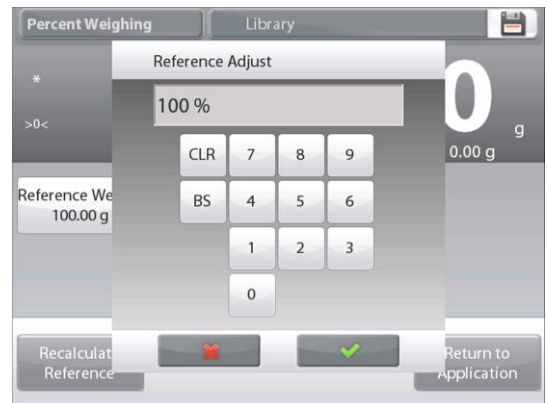 Percent Weighing
Library
Reference Adjust
*
>0<
100 %
0
g
0.00 g
CLR 7 8 9
Reference We
100.00 g
BS 4 5 6
1 2 3
0
Recalculat
Reference
Return to
Application